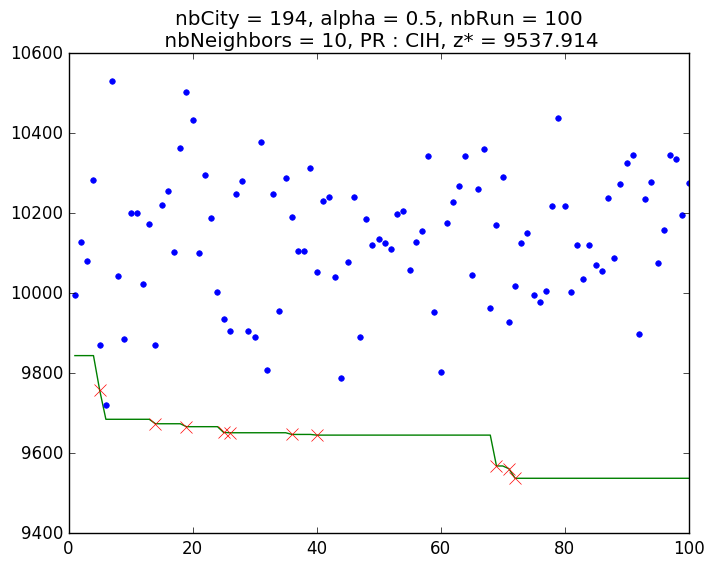 nbCity = 194, alpha = 0.5, nbRun = 100
nbNeighbors = 10, PR : CIH, z* = 9537.914
10600
10400
10200
10000
9800
9600
9400
0 20 40 60 80 100